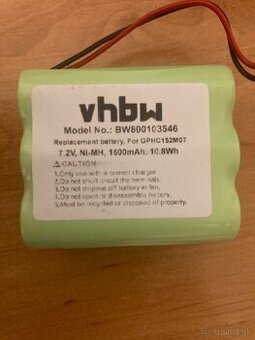 vhbw
Model No.: BW800103546
Replacement battery, For GPHC152M07
7.2V, Ni-MH, 1500mAh, 10.8Wh
CAUTION:
1.Only use with a correct charger.
2.Do not short circuit the terminals.
3.Do not dispose off battery in fire.
4.Do not open or disassemble battery.
5.Must be recycled or disposed of properly.